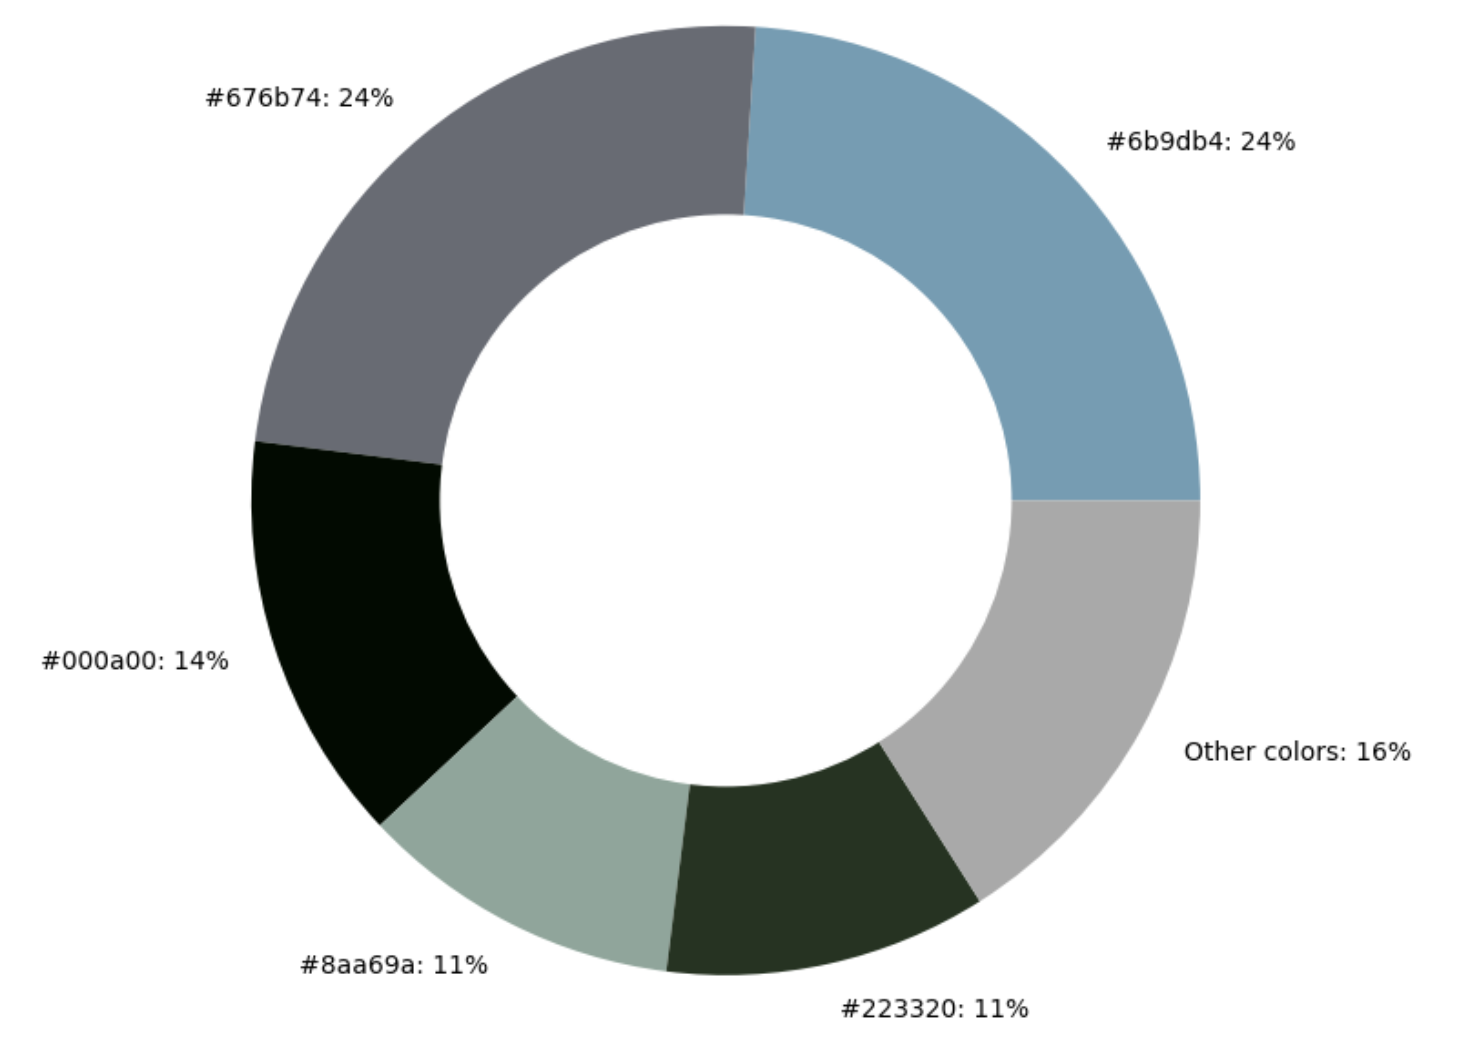 #676b74: 24%
#6b9db4: 24%
#000a00: 14%
Other colors: 16%
#8aa69a: 11%
#223320: 11%